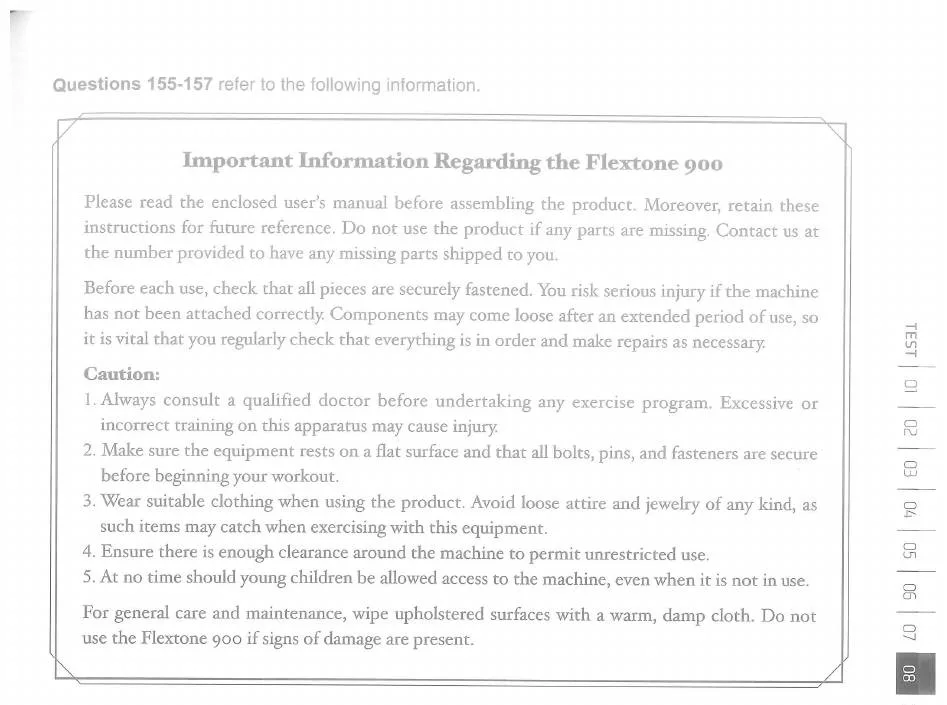 Questions 155-157 refer to the following information.
Important Information Regarding the Flextone 900
Please read the enclosed user's manual before assembling the product. Moreover, retain these
instructions for future reference. Do not use the product if any parts are missing. Contact us at
the number provided to have any missing parts shipped to you.
Before each use, check that all pieces are securely fastened. You risk serious injury if the machine
has not been attached correctly. Components may come loose after an extended period of use, so
it is vital that you regularly check that everything is in order and make repairs as necessary.
Caution:
1. Always consult a qualified doctor before undertaking any exercise program. Excessive or
incorrect training on this apparatus may cause injury.
2. Make sure the equipment rests on a flat surface and that all bolts, pins, and fasteners are secure
before beginning your workout.
3. Wear suitable clothing when using the product. Avoid loose attire and jewelry of any kind, as
such items may catch when exercising with this equipment.
4. Ensure there is enough clearance around the machine to permit unrestricted use.
5. At no time should young children be allowed access to the machine, even when it is not in use.
For general care and maintenance, wipe upholstered surfaces with a warm, damp cloth. Do not
use the Flextone 900 if signs of damage are present.
TEST
01
02
03
04
05
06
07
08